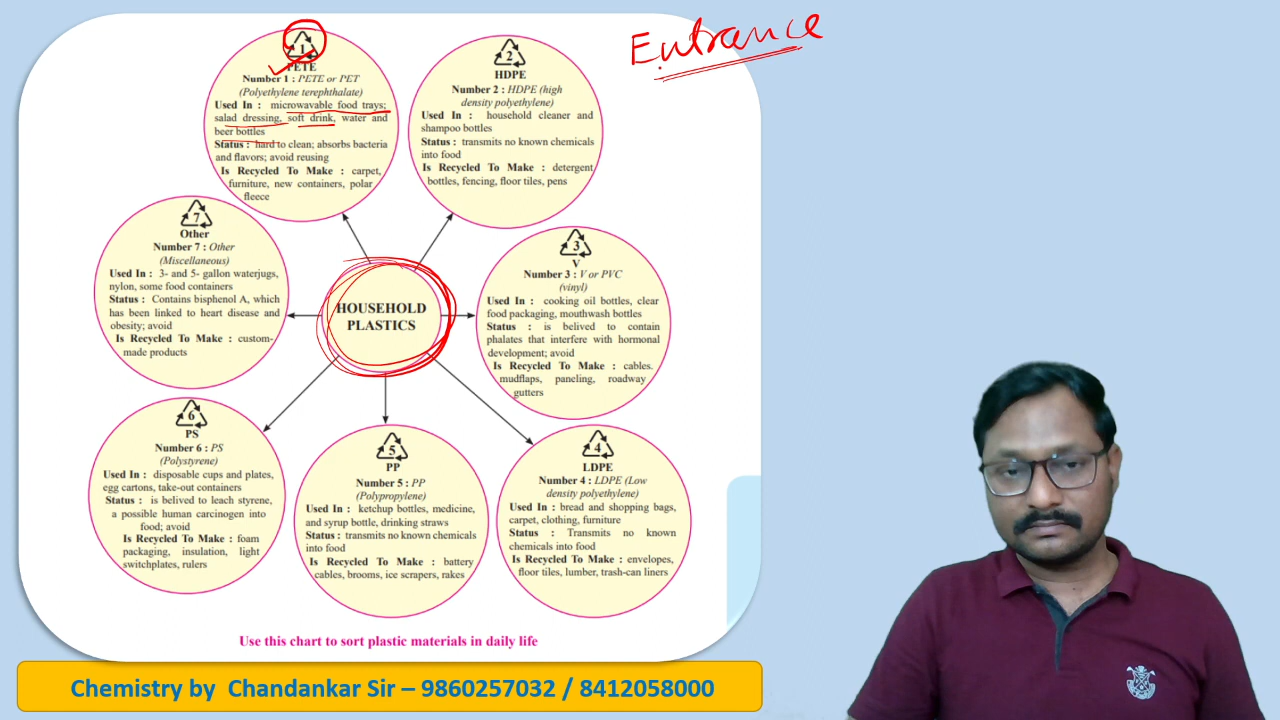 Entrance
1
PETE
Number 1 : PETE or PET
(Polyethylene terephthalate)
Used In : microwavable food trays;
salad dressing, soft drink, water and
beer bottles
Status : hard to clean; absorbs bacteria
and flavors; avoid reusing
Is Recycled To Make : carpet,
furniture, new containers, polar
fleece
2
HDPE
Number 2 : HDPE (high
density polyethylene)
Used In : household cleaner and
shampoo bottles
Status : transmits no known chemicals
into food
Is Recycled To Make : detergent
bottles, fencing, floor tiles, pens
7
Other
Number 7 : Other
(Miscellaneous)
Used In : 3- and 5- gallon waterjugs,
nylon, some food containers
Status : Contains bisphenol A, which
has been linked to heart disease and
obesity; avoid
Is Recycled To Make : custom-
made products
HOUSEHOLD
PLASTICS
3
V
Number 3 : V or PVC
(vinyl)
Used In : cooking oil bottles, clear
food packaging, mouthwash bottles
Status : is belived to contain
phalates that interfere with hormonal
development; avoid
Is Recycled To Make : cables.
mudflaps, paneling, roadway
gutters
6
PS
Number 6 : PS
(Polystyrene)
Used In : disposable cups and plates,
egg cartons, take-out containers
Status : is belived to leach styrene,
a possible human carcinogen into
food; avoid
Is Recycled To Make : foam
packaging, insulation, light
switchplates, rulers
5
PP
Number 5 : PP
(Polypropylene)
Used In : ketchup bottles, medicine,
and syrup bottle, drinking straws
Status : transmits no known chemicals
into food
Is Recycled To Make : battery
cables, brooms, ice scrapers, rakes
4
LDPE
Number 4 : LDPE (Low
density polyethylene)
Used In : bread and shopping bags,
carpet, clothing, furniture
Status : Transmits no known
chemicals into food
Is Recycled To Make : envelopes,
floor tiles, lumber, trash-can liners
Use this chart to sort plastic materials in daily life
Chemistry by Chandankar Sir – 9860257032 / 8412058000